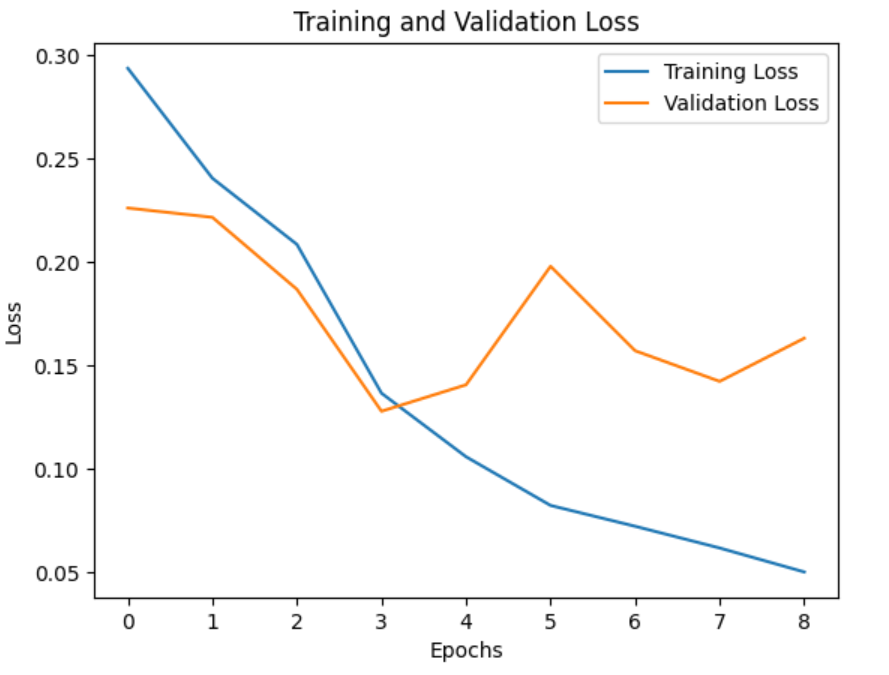 Training and Validation Loss
Training Loss
Validation Loss
0.30
0.25
0.20
0.15
0.10
0.05
Loss
0 1 2 3 4 5 6 7 8
Epochs